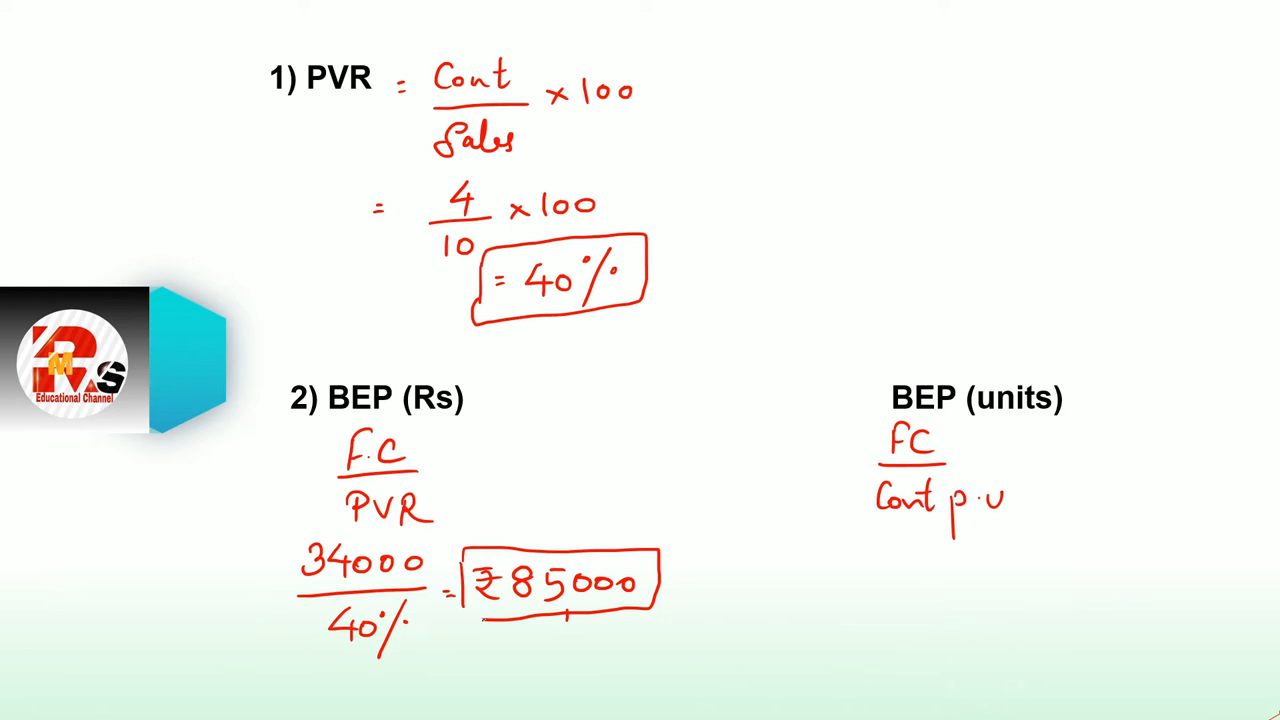 1) PVR = Cont / Sales × 100
= 4 / 10 × 100
= 40%
2) BEP (Rs)
F.C / PVR
34000 / 40% = ₹85000
BEP (units)
FC / Cont p.u
PMS
Educational Channel